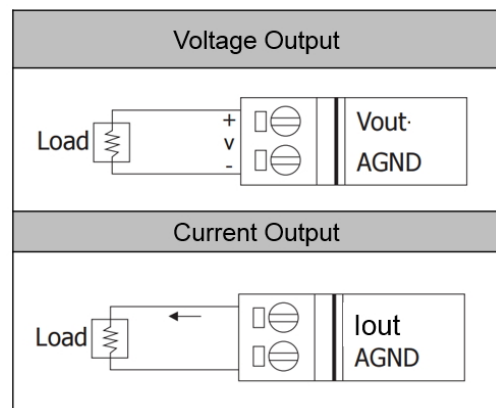 Voltage Output
Load
+
v
-
Vout·
AGND
Current Output
Load
Iout
AGND